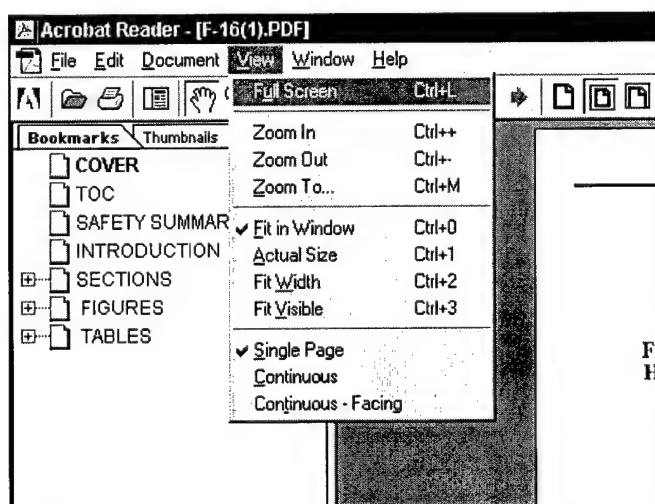 Acrobat Reader - [F-16(1).PDF]
File Edit Document View Window Help
Full Screen Ctrl+L
Bookmarks Thumbnails
Zoom In Ctrl++
Zoom Out Ctrl+-
Zoom To... Ctrl+M
COVER
TOC
SAFETY SUMMAR
INTRODUCTION
SECTIONS
FIGURES
TABLES
Fit in Window Ctrl+0
Actual Size Ctrl+1
Fit Width Ctrl+2
Fit Visible Ctrl+3
Single Page
Continuous
Continuous - Facing
F
H